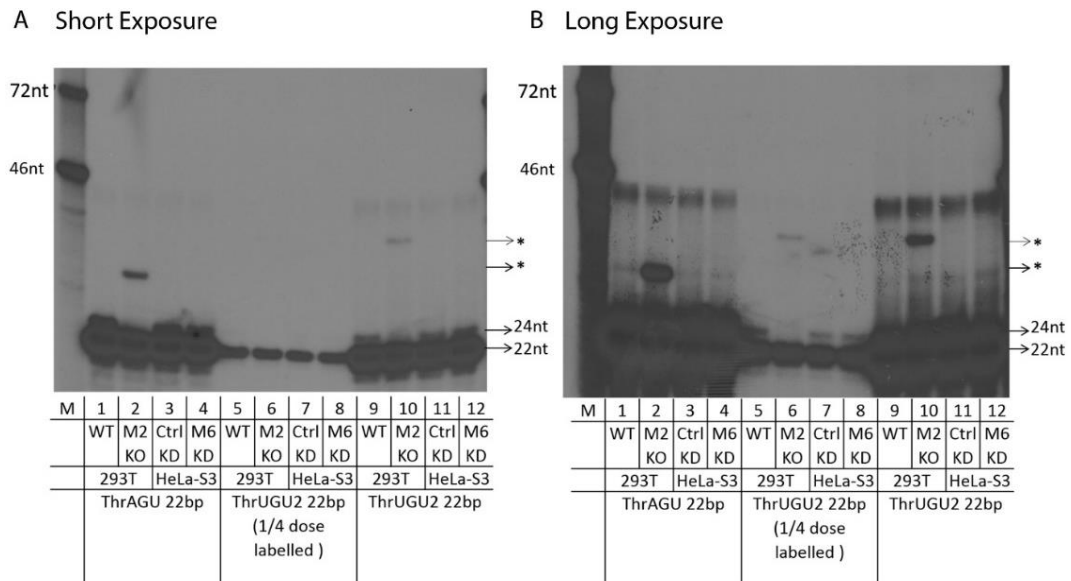 A Short Exposure
72nt
46nt
*
*
24nt
22nt
M 1 2 3 4 5 6 7 8 9 10 11 12
WT M2 Ctrl M6 WT M2 Ctrl M6 WT M2 Ctrl M6
KO KD KD KO KD KD KO KD KD
293T HeLa-S3 293T HeLa-S3 293T HeLa-S3
ThrAGU 22bp ThrUGU2 22bp ThrUGU2 22bp
(1/4 dose
labelled )
B Long Exposure
72nt
46nt
*
*
24nt
22nt
M 1 2 3 4 5 6 7 8 9 10 11 12
WT M2 Ctrl M6 WT M2 Ctrl M6 WT M2 Ctrl M6
KO KD KD KO KD KD KO KD KD
293T HeLa-S3 293T HeLa-S3 293T HeLa-S3
ThrAGU 22bp ThrUGU2 22bp ThrUGU2 22bp
(1/4 dose
labelled )